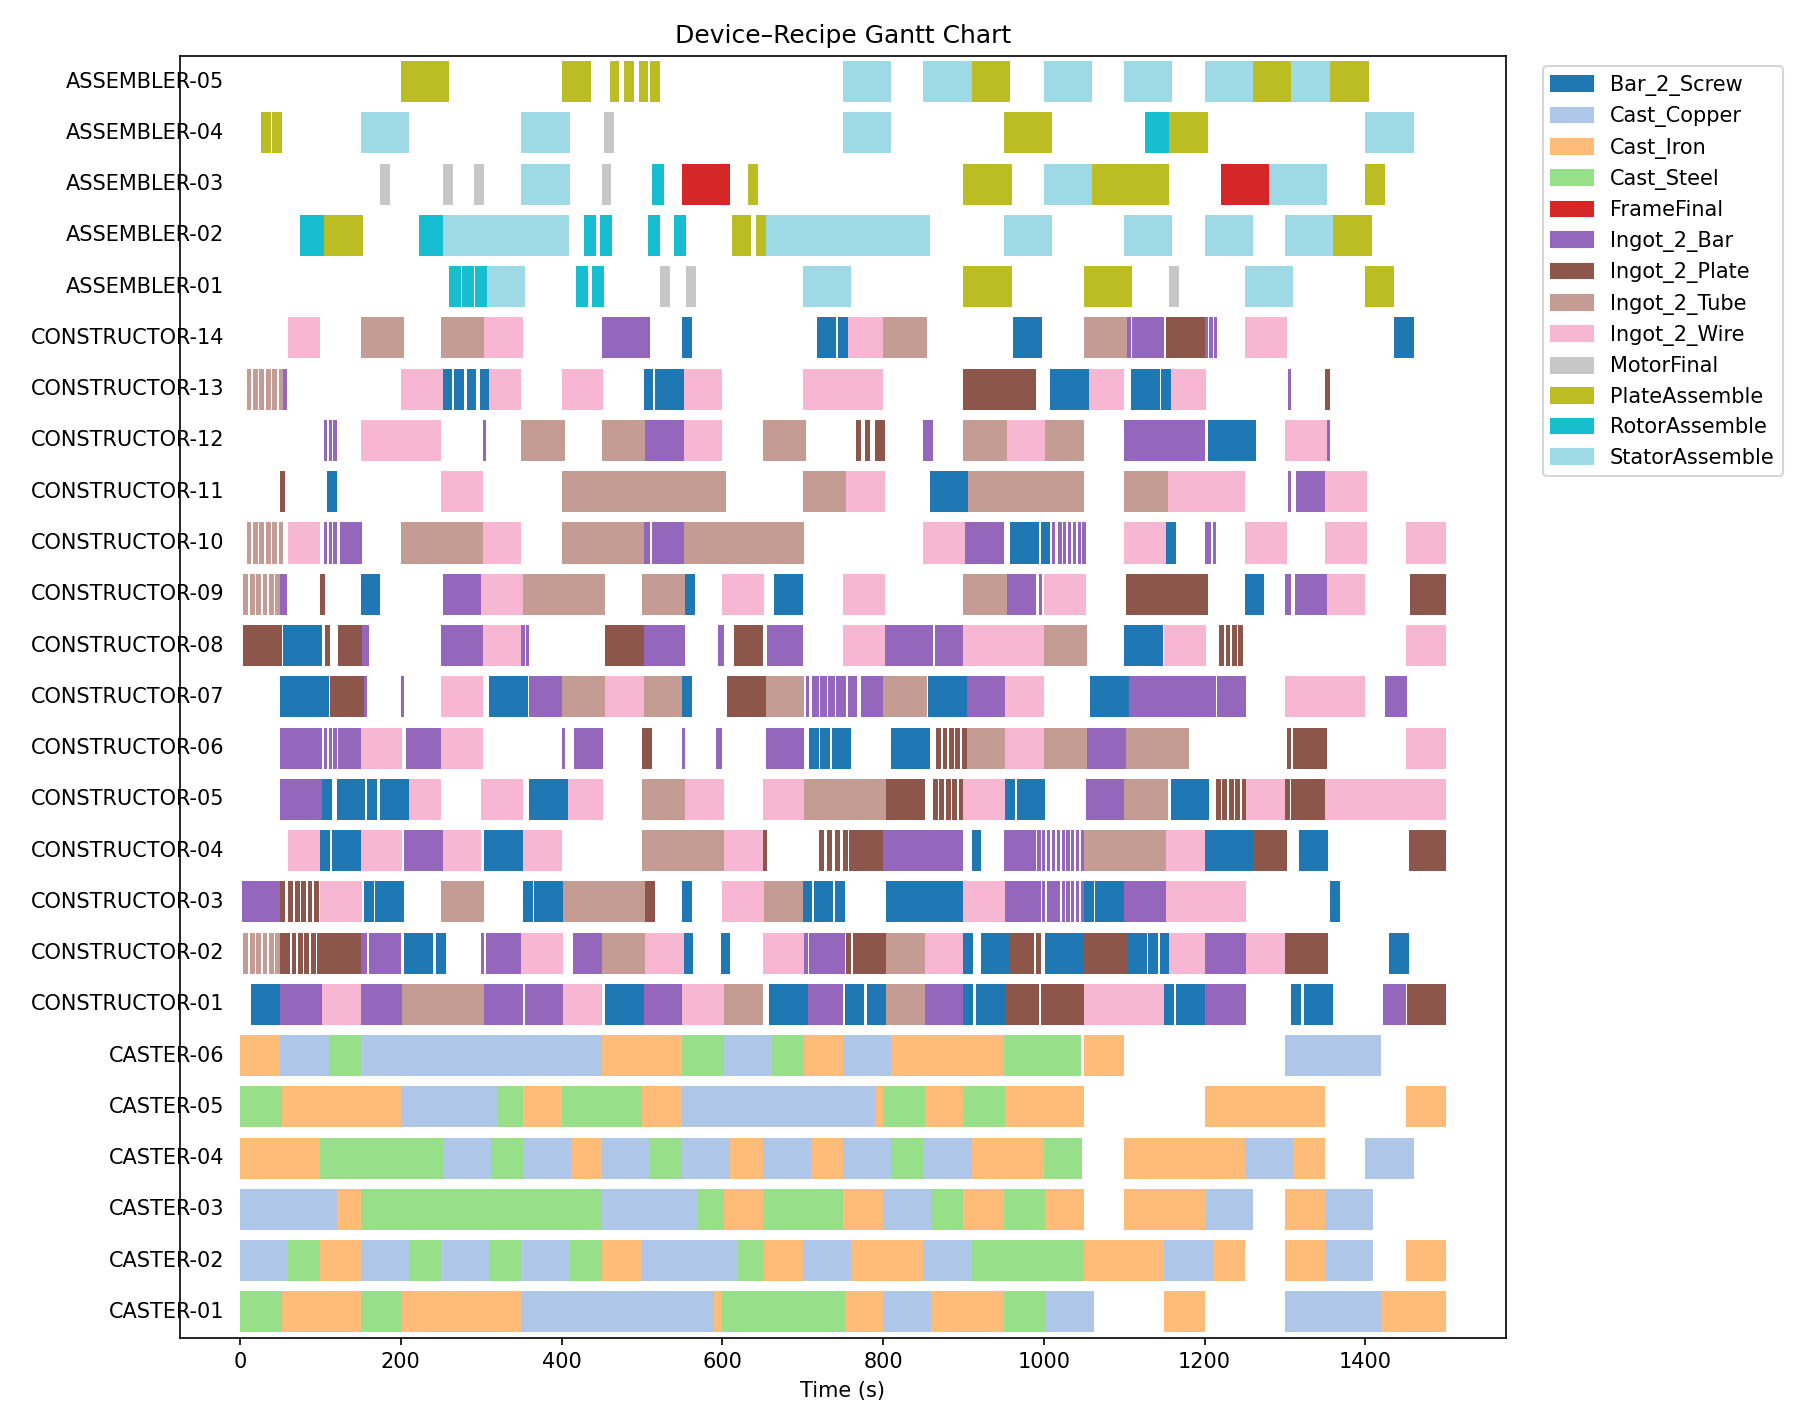 Device–Recipe Gantt Chart
ASSEMBLER-05
ASSEMBLER-04
ASSEMBLER-03
ASSEMBLER-02
ASSEMBLER-01
CONSTRUCTOR-14
CONSTRUCTOR-13
CONSTRUCTOR-12
CONSTRUCTOR-11
CONSTRUCTOR-10
CONSTRUCTOR-09
CONSTRUCTOR-08
CONSTRUCTOR-07
CONSTRUCTOR-06
CONSTRUCTOR-05
CONSTRUCTOR-04
CONSTRUCTOR-03
CONSTRUCTOR-02
CONSTRUCTOR-01
CASTER-06
CASTER-05
CASTER-04
CASTER-03
CASTER-02
CASTER-01
0 200 400 600 800 1000 1200 1400
Time (s)
Bar_2_Screw
Cast_Copper
Cast_Iron
Cast_Steel
FrameFinal
Ingot_2_Bar
Ingot_2_Plate
Ingot_2_Tube
Ingot_2_Wire
MotorFinal
PlateAssemble
RotorAssemble
StatorAssemble